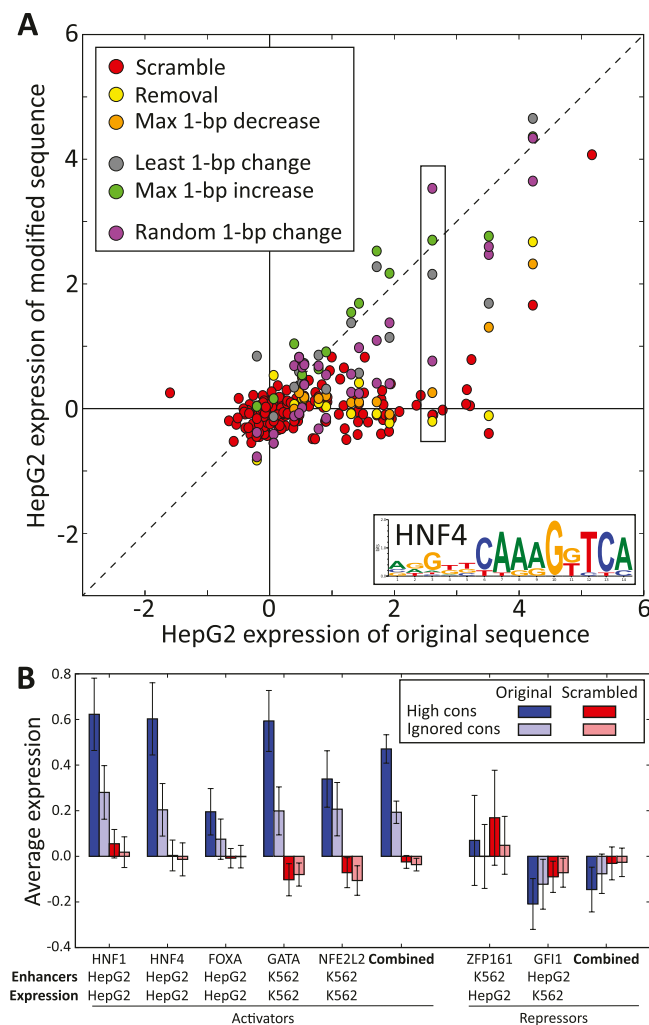 A
6
4
2
0
-2
-2
0
2
4
6
HepG2 expression of modified sequence
HepG2 expression of original sequence
Scramble
Removal
Max 1-bp decrease
Least 1-bp change
Max 1-bp increase
Random 1-bp change
HNF4
B
Original Scrambled
High cons
Ignored cons
Average expression
0.8
0.6
0.4
0.2
0.0
-0.2
-0.4
HNF1 HNF4 FOXA GATA NFE2L2 Combined ZFP161 GFI1 Combined
Enhancers HepG2 HepG2 HepG2 K562 K562 K562 HepG2
Expression HepG2 HepG2 HepG2 K562 K562 HepG2 K562
Activators Repressors